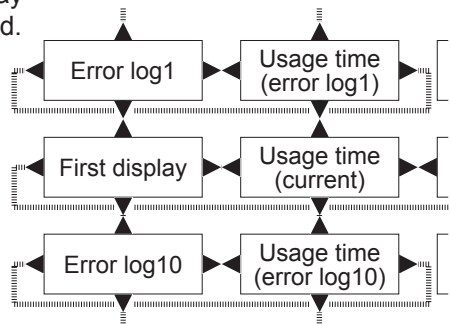 d.
Error log1
Usage time
(error log1)
First display
Usage time
(current)
Error log10
Usage time
(error log10)